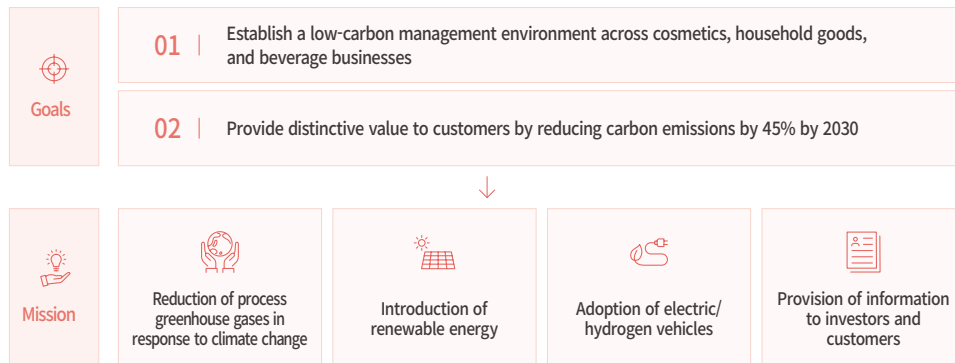 Goals
01
Establish a low-carbon management environment across cosmetics, household goods,
and beverage businesses
02
Provide distinctive value to customers by reducing carbon emissions by 45% by 2030
Mission
Reduction of process
greenhouse gases in
response to climate change
Introduction of
renewable energy
Adoption of electric/
hydrogen vehicles
Provision of information
to investors and
customers